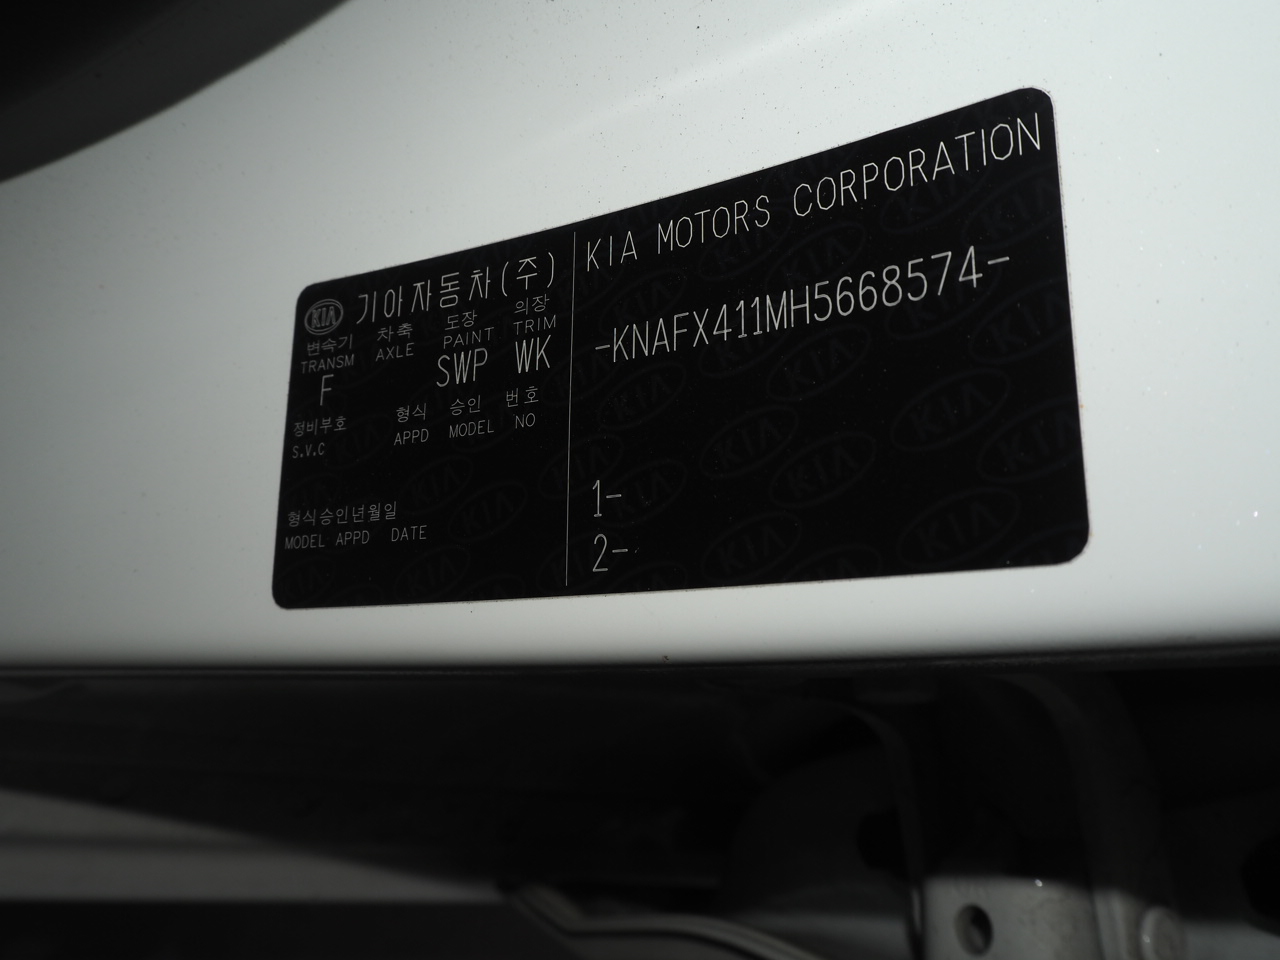 KIA 기아자동차(주)
변속기 차축 도장 의장
TRANSM AXLE PAINT TRIM
F SWP WK
정비부호 형식 승인 번호
S.V.C APPD MODEL NO
형식승인년월일
MODEL APPD DATE
KIA MOTORS CORPORATION
-KNAFX411MH5668574-
1-
2-